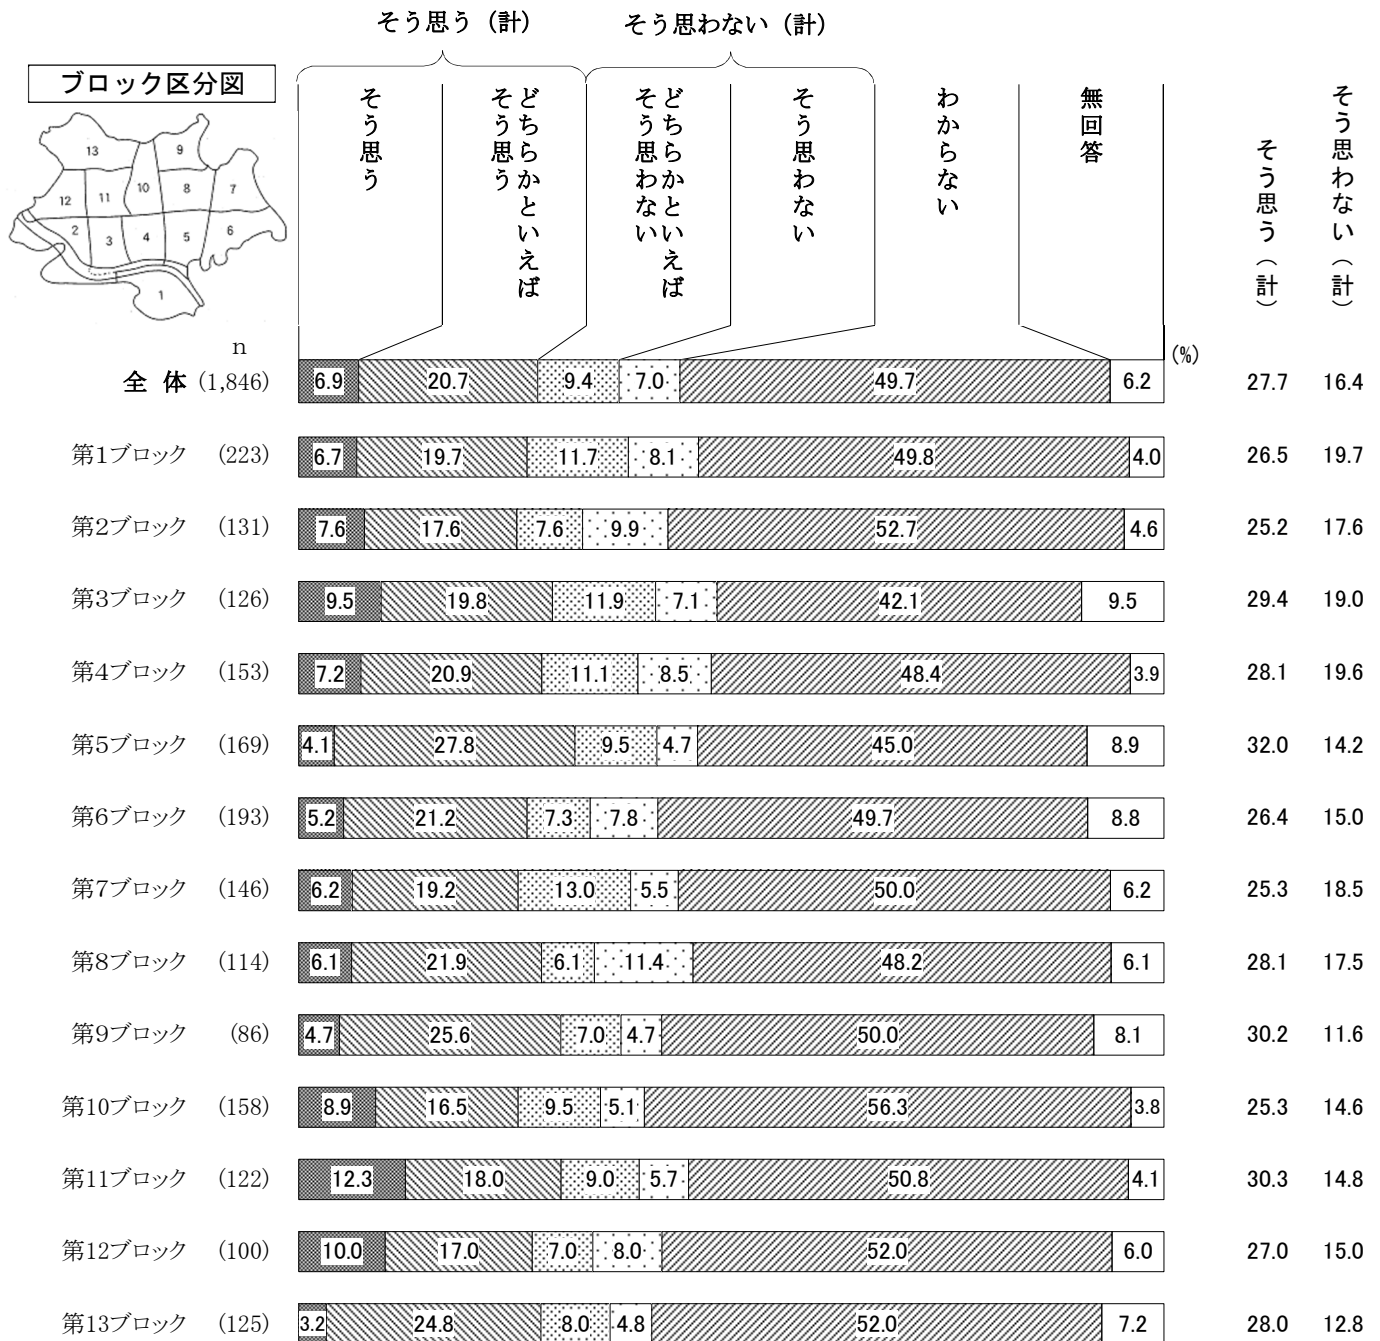 そう思う（計）
そう思わない（計）
ブロック区分図
13
9
10
8
7
12
11
2
3
4
5
6
1
そう思う
どちらかといえば
そう思う
どちらかといえば
そう思わない
そう思わない
わからない
無回答
そう思う（計）
そう思わない（計）
n
(%)
全 体 (1,846) 6.9 20.7 9.4 7.0 49.7 6.2 27.7 16.4
第1ブロック (223) 6.7 19.7 11.7 8.1 49.8 4.0 26.5 19.7
第2ブロック (131) 7.6 17.6 7.6 9.9 52.7 4.6 25.2 17.6
第3ブロック (126) 9.5 19.8 11.9 7.1 42.1 9.5 29.4 19.0
第4ブロック (153) 7.2 20.9 11.1 8.5 48.4 3.9 28.1 19.6
第5ブロック (169) 4.1 27.8 9.5 4.7 45.0 8.9 32.0 14.2
第6ブロック (193) 5.2 21.2 7.3 7.8 49.7 8.8 26.4 15.0
第7ブロック (146) 6.2 19.2 13.0 5.5 50.0 6.2 25.3 18.5
第8ブロック (114) 6.1 21.9 6.1 11.4 48.2 6.1 28.1 17.5
第9ブロック (86) 4.7 25.6 7.0 4.7 50.0 8.1 30.2 11.6
第10ブロック (158) 8.9 16.5 9.5 5.1 56.3 3.8 25.3 14.6
第11ブロック (122) 12.3 18.0 9.0 5.7 50.8 4.1 30.3 14.8
第12ブロック (100) 10.0 17.0 7.0 8.0 52.0 6.0 27.0 15.0
第13ブロック (125) 3.2 24.8 8.0 4.8 52.0 7.2 28.0 12.8